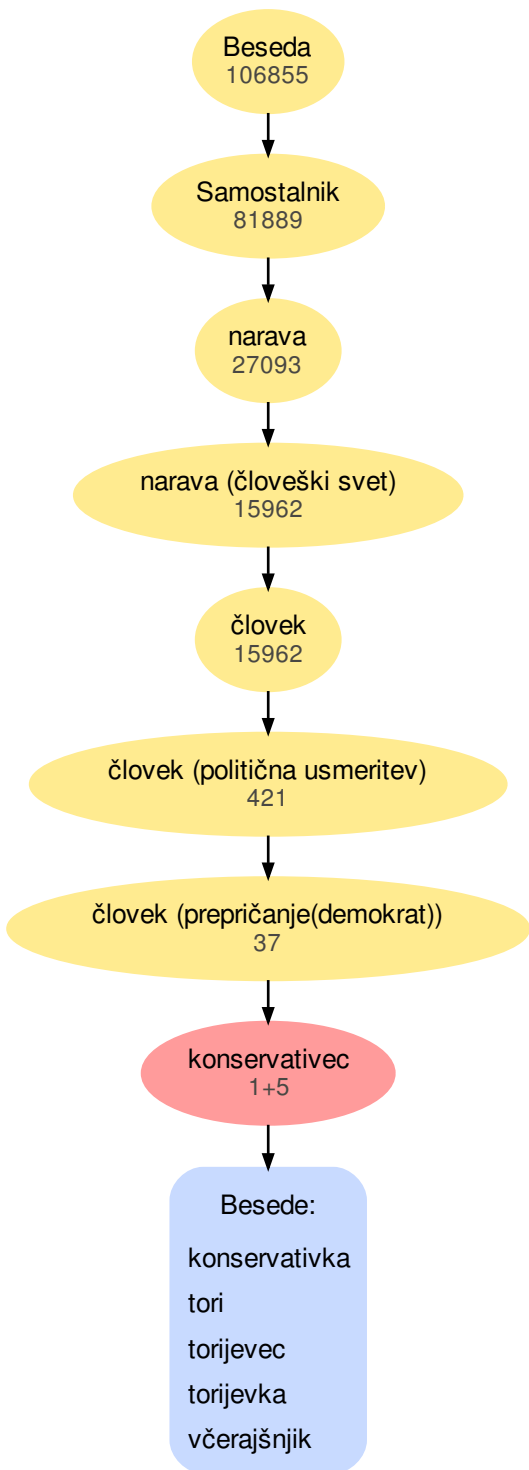 Beseda
106855
Samostalnik
81889
narava
27093
narava (človeški svet)
15962
človek
15962
človek (politična usmeritev)
421
človek (prepričanje(demokrat))
37
konservativec
1+5
Besede:
konservativka
tori
torijevec
torijevka
včerajšnjik